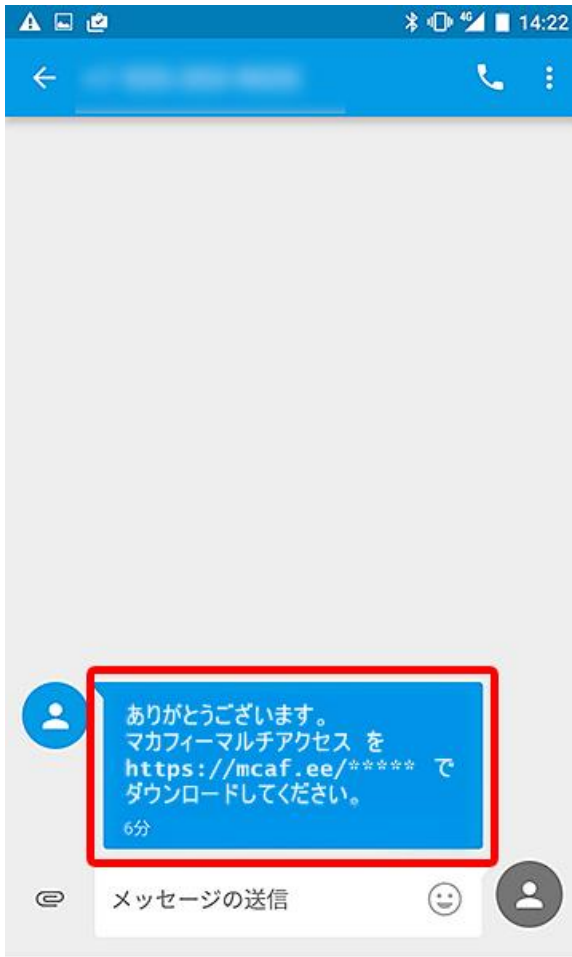 4G 14:22
ありがとうございます。
マカフィーマルチアクセス を
https://mcaf.ee/***** で
ダウンロードしてください。
6分
メッセージの送信